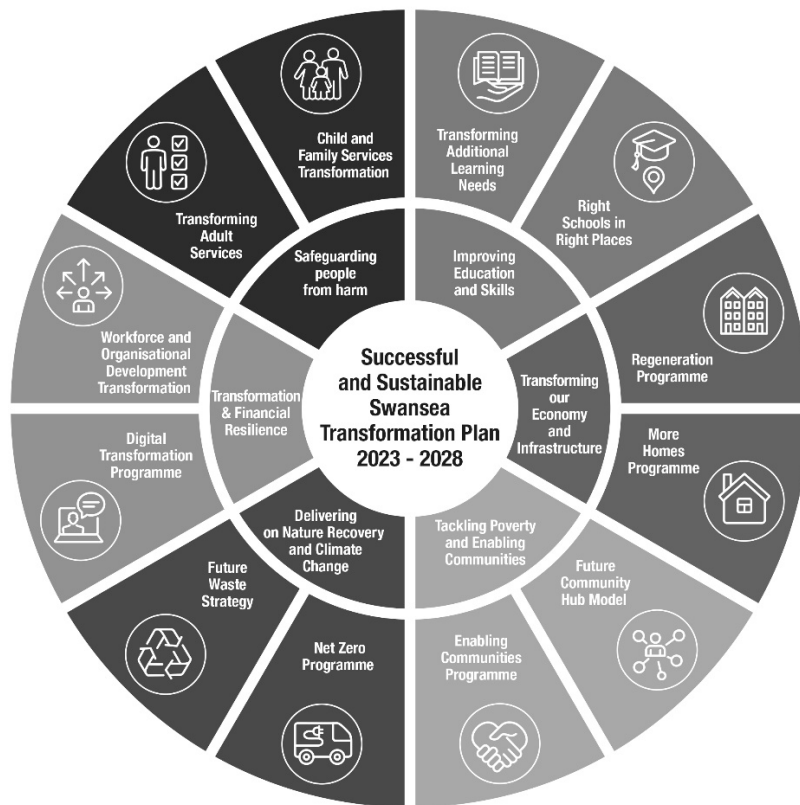 Child and
Family Services
Transformation
Transforming
Additional
Learning
Needs
Right
Schools in
Right Places
Regeneration
Programme
More
Homes
Programme
Future
Community
Hub Model
Enabling
Communities
Programme
Net Zero
Programme
Future
Waste
Strategy
Digital
Transformation
Programme
Workforce and
Organisational
Development
Transformation
Transforming
Adult
Services
Safeguarding
people
from harm
Improving
Education
and Skills
Transforming
our
Economy
and
Infrastructure
Tackling Poverty
and Enabling
Communities
Delivering
on Nature Recovery
and Climate
Change
Transformation
& Financial
Resilience
Successful
and Sustainable
Swansea
Transformation Plan
2023 - 2028